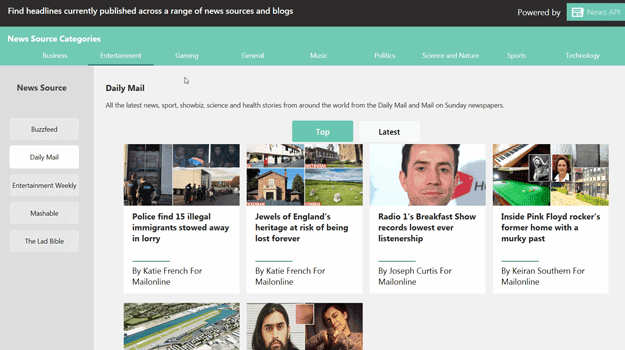 Find headlines currently published across a range of news sources and blogs
Powered by
News API
News Source Categories
Business
Entertainment
Gaming
General
Music
Politics
Science and Nature
Sports
Technology
News Source
Buzzfeed
Daily Mail
Entertainment Weekly
Mashable
The Lad Bible
Daily Mail
All the latest news, sport, showbiz, science and health stories from around the world from the Daily Mail and Mail on Sunday newspapers.
Top
Latest
Police find 15 illegal
immigrants stowed away
in lorry
By Katie French For
Mailonline
Jewels of England's
heritage at risk of being
lost forever
By Katie French For
Mailonline
Radio 1's Breakfast Show
records lowest ever
listenership
By Joseph Curtis For
Mailonline
Inside Pink Floyd rocker's
former home with a
murky past
By Keiran Southern For
Mailonline